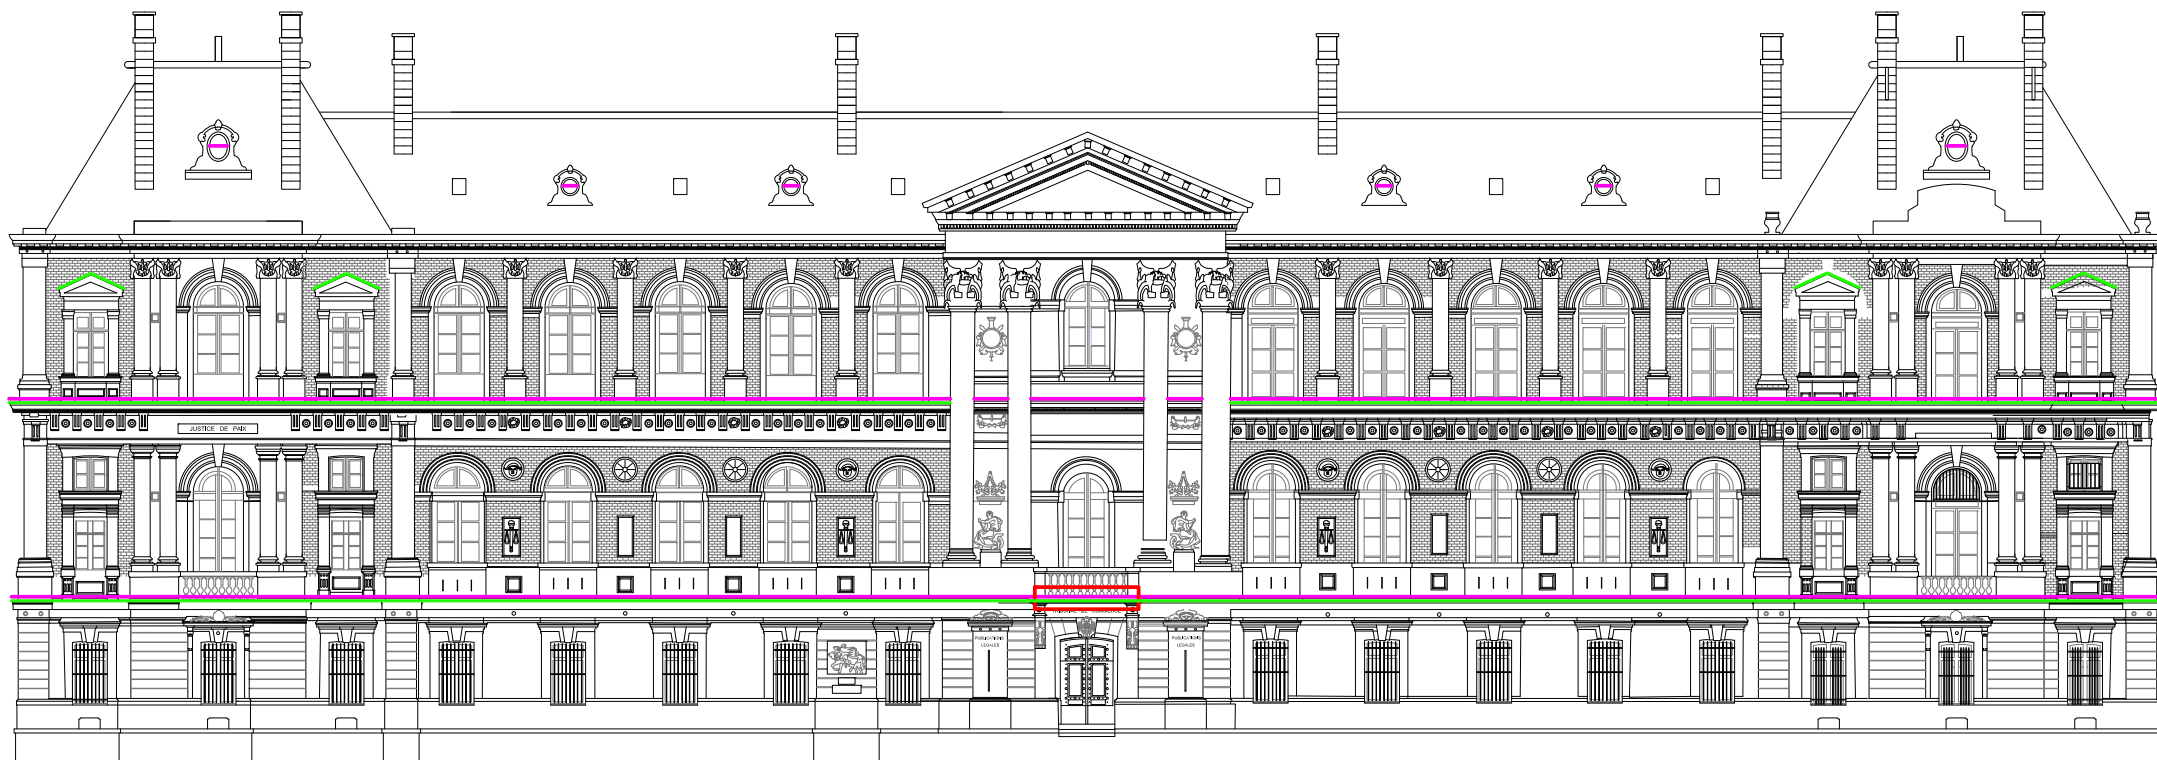 JUSTICE DE PAIX
PUBLICATIONS
LEGALES
PUBLICATIONS
LEGALES